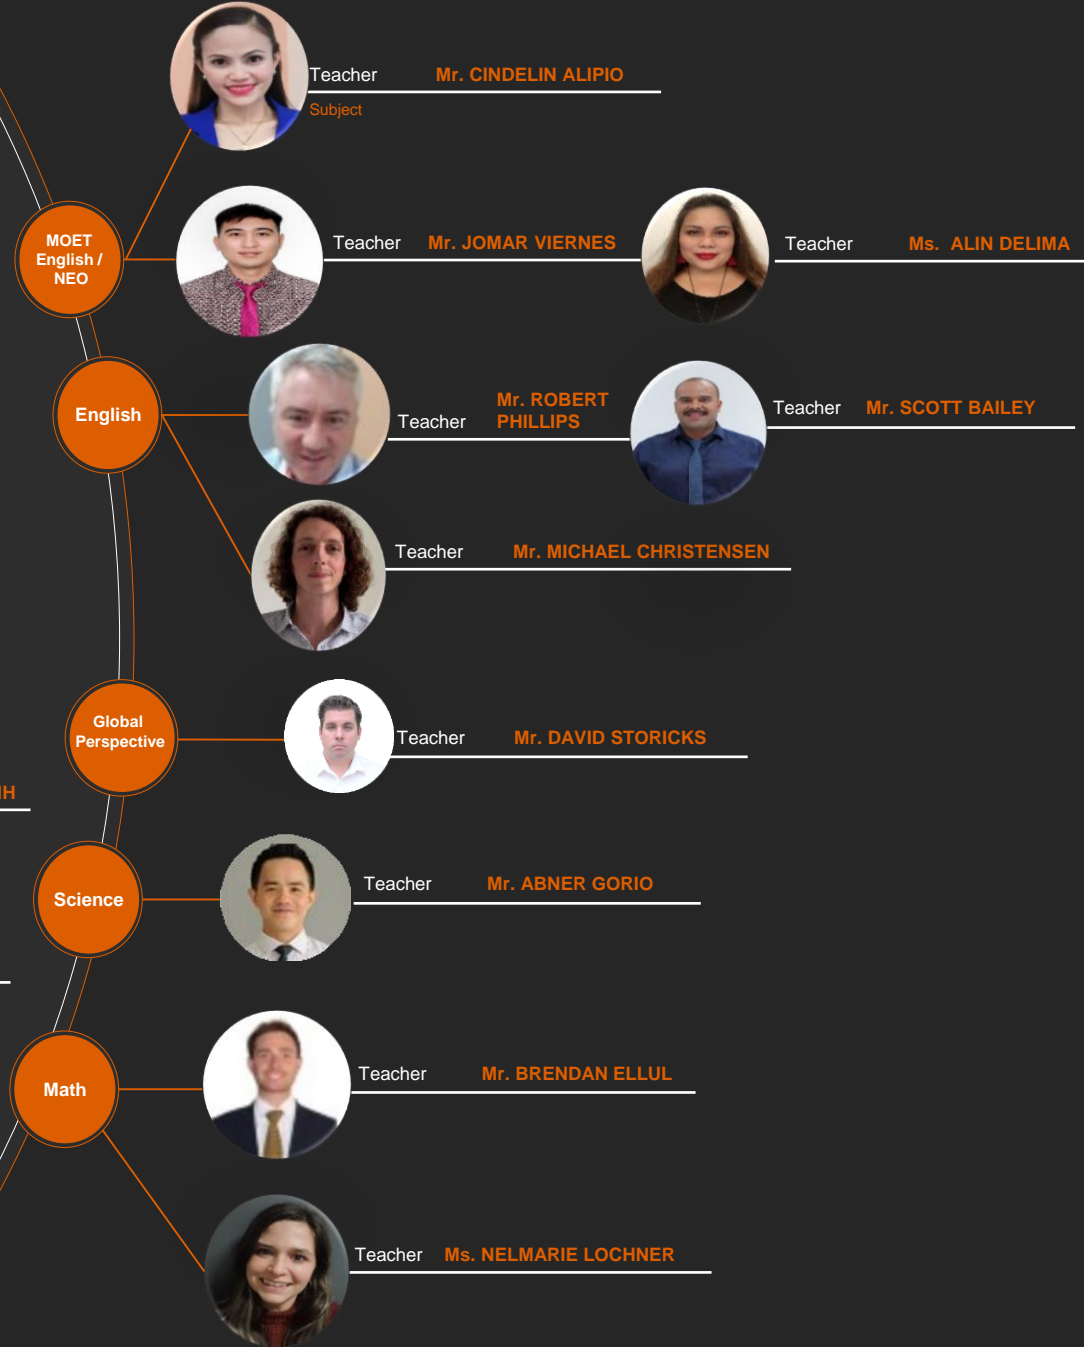 Teacher Mr. CINDELIN ALIPIO
Subject
MOET
English /
NEO
Teacher Mr. JOMAR VIERNES
Teacher Ms. ALIN DELIMA
English
Teacher Mr. ROBERT
PHILLIPS
Teacher Mr. SCOTT BAILEY
Teacher Mr. MICHAEL CHRISTENSEN
Global
Perspective
Teacher Mr. DAVID STORICKS
Science
Teacher Mr. ABNER GORIO
Math
Teacher Mr. BRENDAN ELLUL
Teacher Ms. NELMARIE LOCHNER